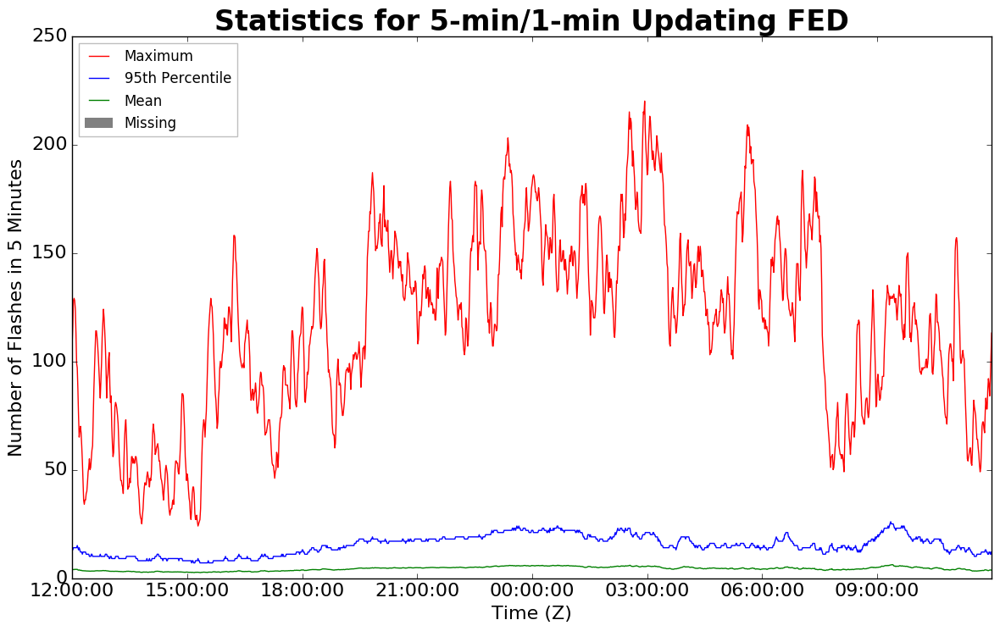 Statistics for 5-min/1-min Updating FED
250
200
150
100
50
0
Number of Flashes in 5 Minutes
Maximum
95th Percentile
Mean
Missing
12:00:00 15:00:00 18:00:00 21:00:00 00:00:00 03:00:00 06:00:00 09:00:00
Time (Z)